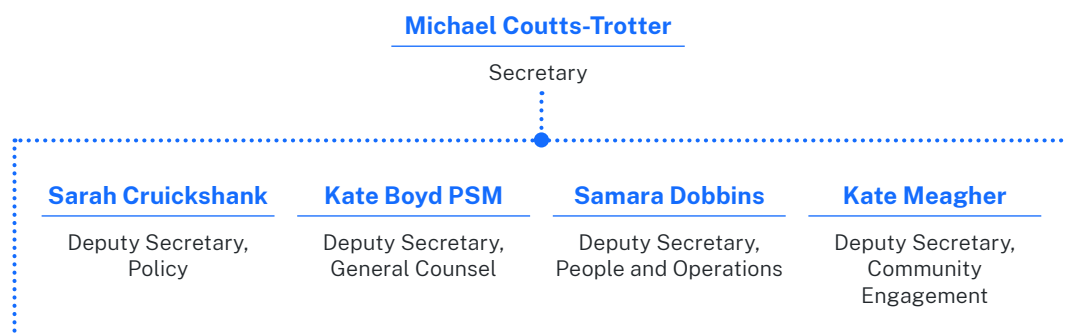 Michael Coutts-Trotter
Secretary
Sarah Cruickshank
Deputy Secretary,
Policy
Kate Boyd PSM
Deputy Secretary,
General Counsel
Samara Dobbins
Deputy Secretary,
People and Operations
Kate Meagher
Deputy Secretary,
Community
Engagement